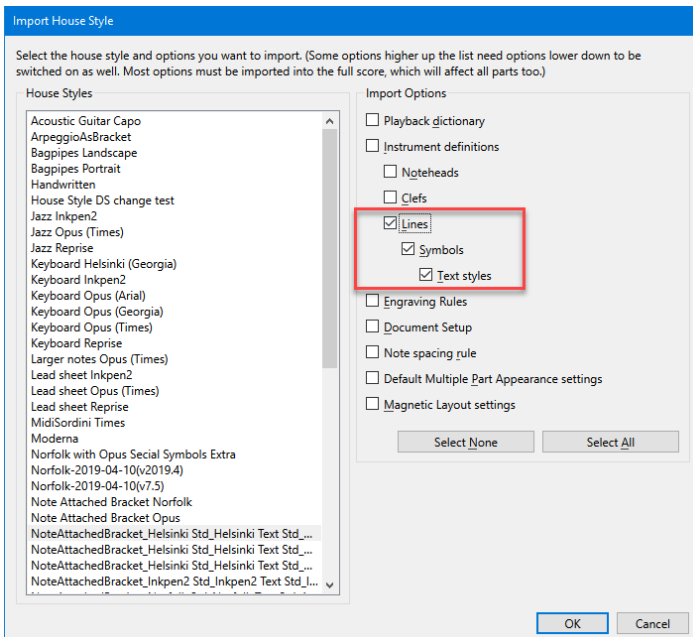 Import House Style
Select the house style and options you want to import. (Some options higher up the list need options lower down to be
switched on as well. Most options must be imported into the full score, which will affect all parts too.)
House Styles
Acoustic Guitar Capo
ArpeggioAsBracket
Bagpipes Landscape
Bagpipes Portrait
Handwritten
House Style DS change test
Jazz Inkpen2
Jazz Opus (Times)
Jazz Reprise
Keyboard Helsinki (Georgia)
Keyboard Inkpen2
Keyboard Opus (Arial)
Keyboard Opus (Georgia)
Keyboard Opus (Times)
Keyboard Reprise
Larger notes Opus (Times)
Lead sheet Inkpen2
Lead sheet Opus (Times)
Lead sheet Reprise
MidiSordini Times
Moderna
Norfolk with Opus Secial Symbols Extra
Norfolk-2019-04-10(v2019.4)
Norfolk-2019-04-10(v7.5)
Note Attached Bracket Norfolk
Note Attached Bracket Opus
NoteAttachedBracket_Helsinki Std_Helsinki Text Std_...
NoteAttachedBracket_Helsinki Std_Helsinki Text Std_...
NoteAttachedBracket_Helsinki Std_Helsinki Text Std_...
NoteAttachedBracket_Inkpen2 Std_Inkpen2 Text Std_I...
Import Options
Playback dictionary
Instrument definitions
Noteheads
Clefs
Lines
Symbols
Text styles
Engraving Rules
Document Setup
Note spacing rule
Default Multiple Part Appearance settings
Magnetic Layout settings
Select None
Select All
OK
Cancel